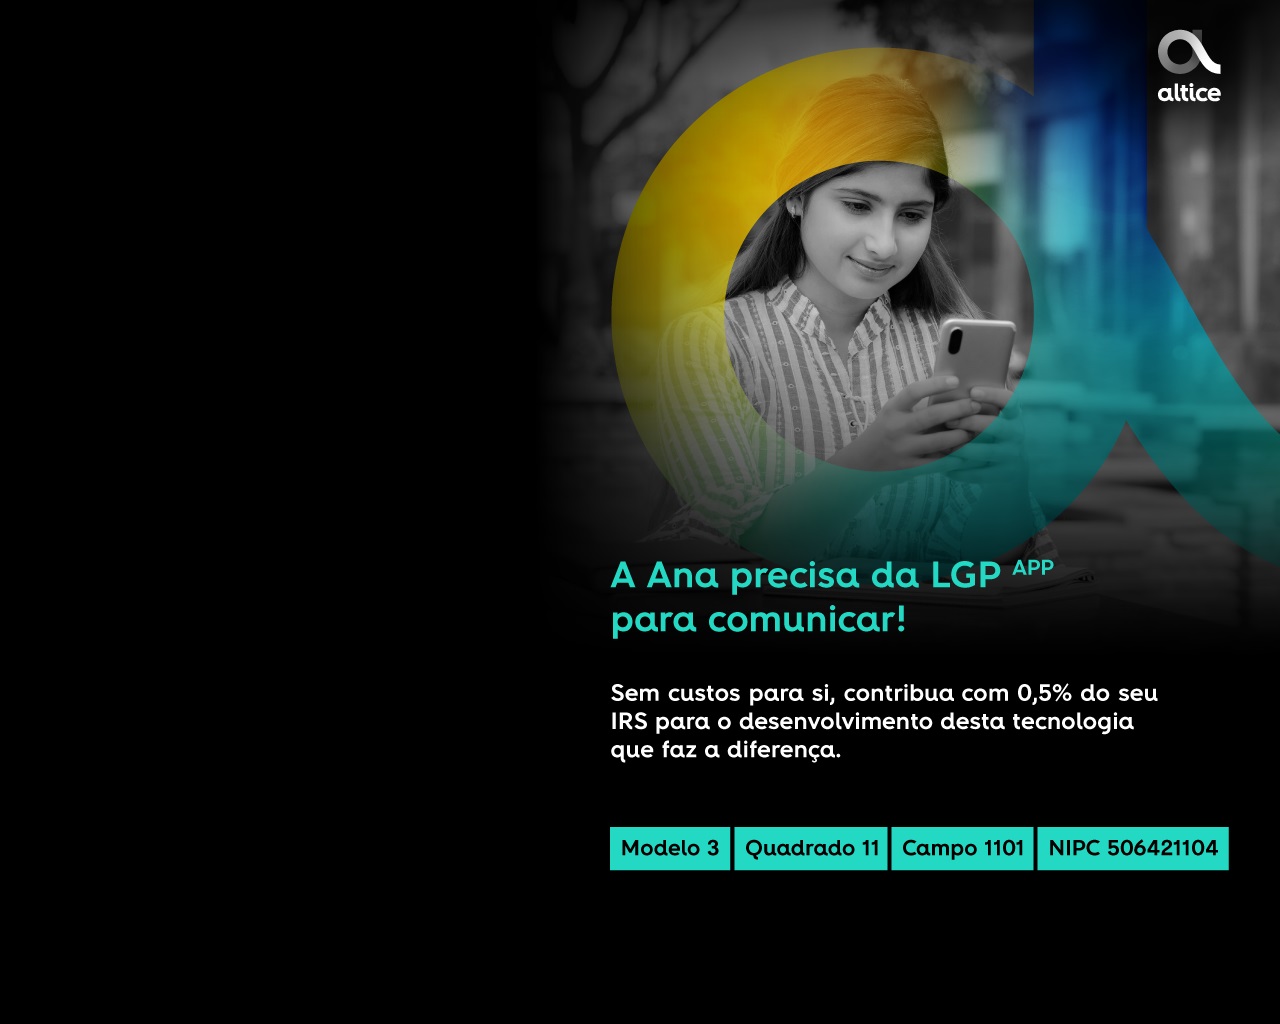 altice
A Ana precisa da LGP APP
para comunicar!
Sem custos para si, contribua com 0,5% do seu
IRS para o desenvolvimento desta tecnologia
que faz a diferença.
Modelo 3 Quadrado 11 Campo 1101 NIPC 506421104